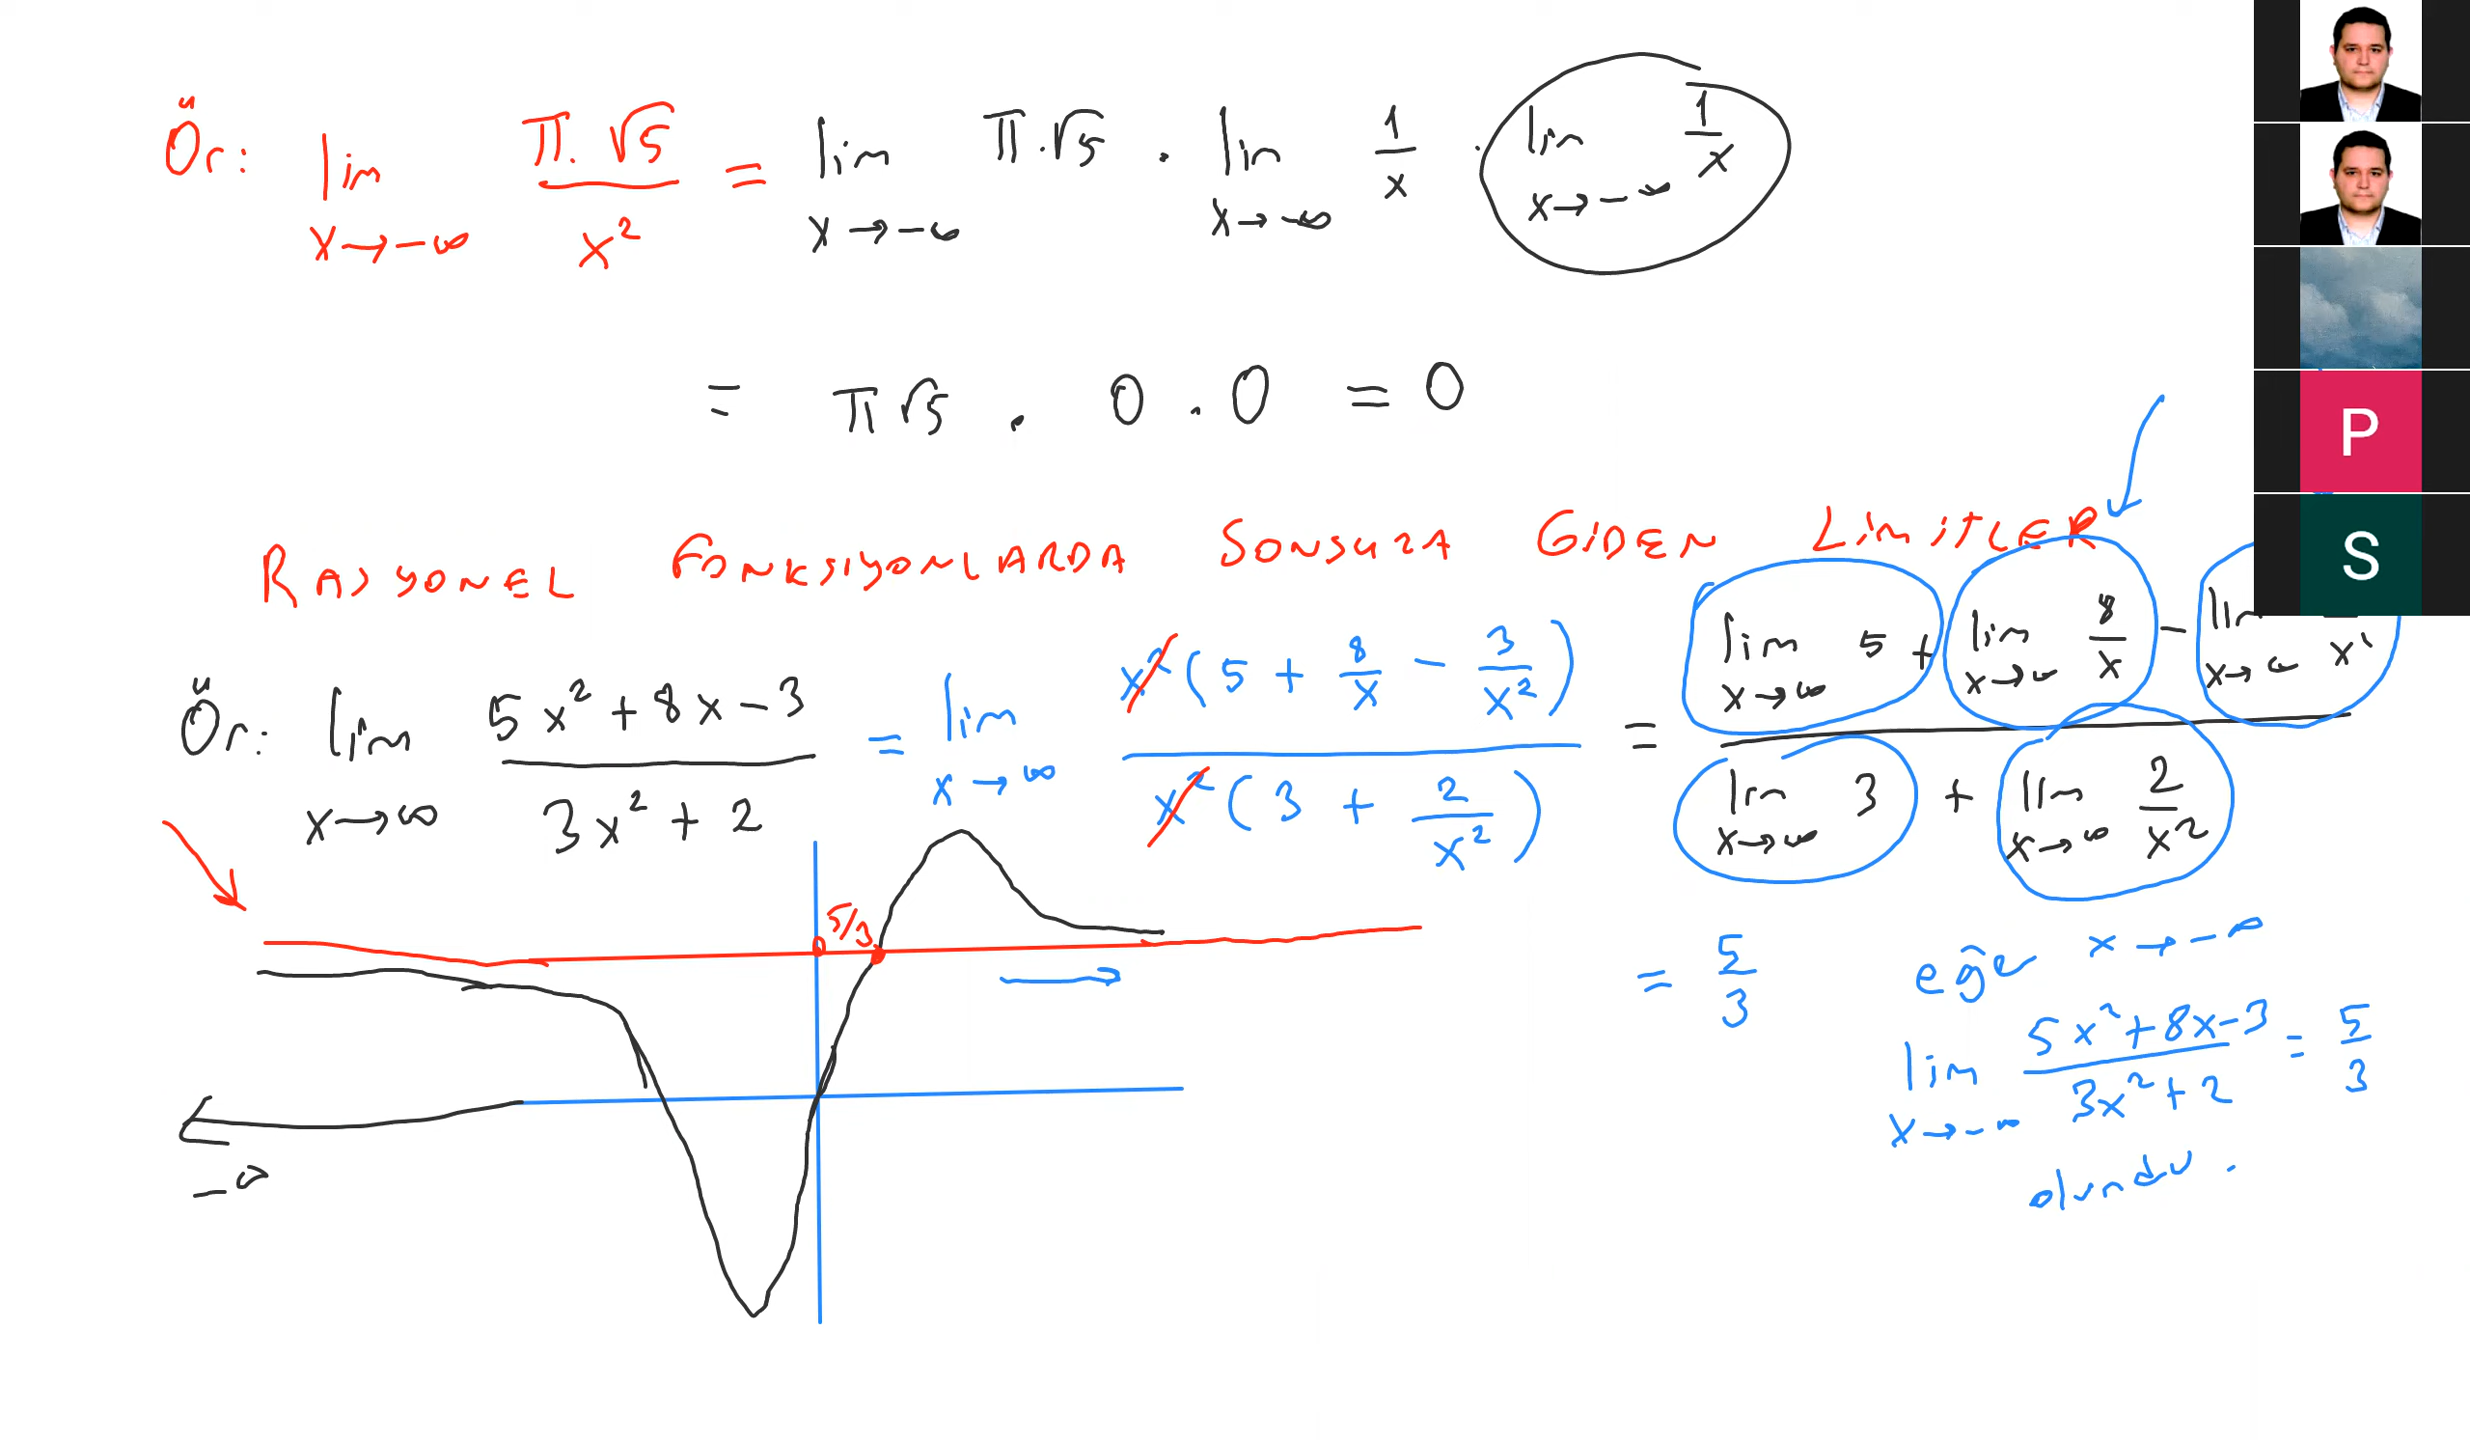 Ör: lim x→-∞ π.√5 / x² = lim x→-∞ π.√5 . lim x→-∞ 1/x . lim x→-∞ 1/x
= π√5 . 0 . 0 = 0
RASYONEL FONKSİYONLARDA SONSUZA GİDEN LİMİTLER
Ör: lim x→∞ 5x²+8x-3 / 3x²+2 = lim x→∞ x²(5 + 8/x - 3/x²) / x²(3 + 2/x²) = lim x→∞ 5 + lim x→∞ 8/x - lim x→∞ x² / lim x→∞ 3 + lim x→∞ 2/x²
= 5/3
eğer x→-∞
lim x→-∞ 5x²+8x-3 / 3x²+2 = 5/3
5/3
-∞
P
S